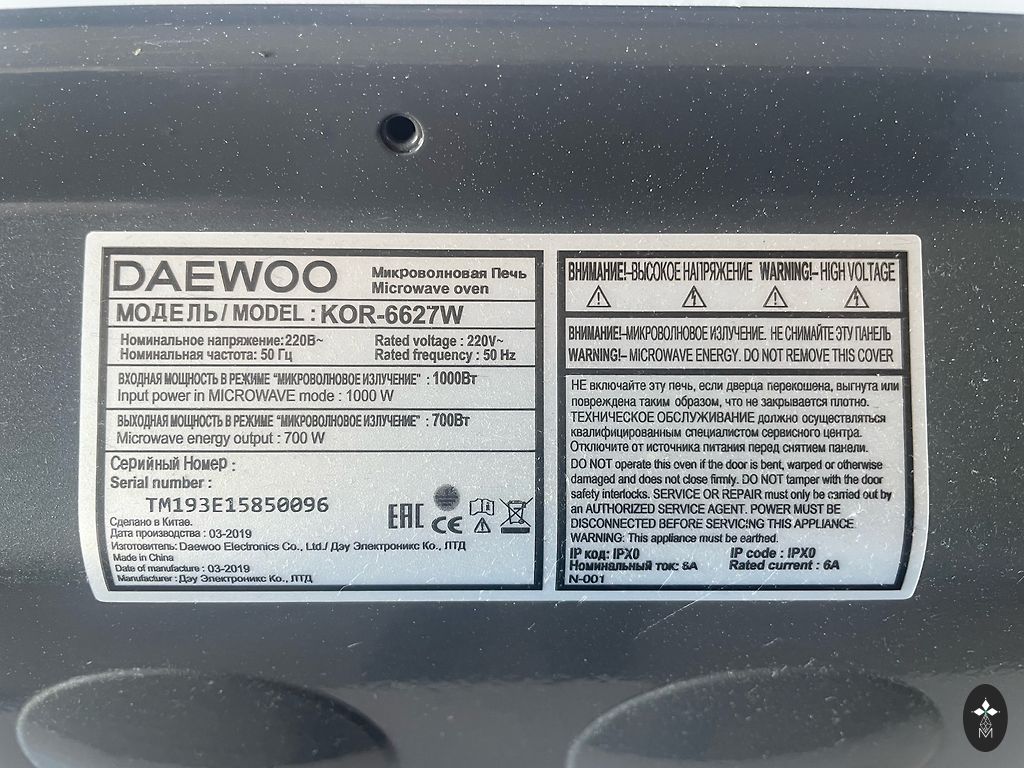 DAEWOO
Микроволновая Печь
Microwave oven
МОДЕЛЬ/ MODEL : KOR-6627W
Номинальное напряжение:220В~
Номинальная частота: 50 Гц
Rated voltage : 220V~
Rated frequency : 50 Hz
ВХОДНАЯ МОЩНОСТЬ В РЕЖИМЕ "МИКРОВОЛНОВОЕ ИЗЛУЧЕНИЕ" : 1000Вт
Input power in MICROWAVE mode : 1000 W
ВЫХОДНАЯ МОЩНОСТЬ В РЕЖИМЕ "МИКРОВОЛНОВОЕ ИЗЛУЧЕНИЕ" : 700Вт
Microwave energy output : 700 W
Серийный Номер :
Serial number :
TM193E15850096
Сделано в Китае.
Дата производства : 03-2019
Изготовитель: Daewoo Electronics Co., Ltd./ Дау Электроникс Ко., ЛТД
Made in China
Date of manufacture : 03-2019
Manufacturer : Дау Электроникс Ко., ЛТД
EAC CE
ВНИМАНИЕ!–ВЫСОКОЕ НАПРЯЖЕНИЕ WARNING!– HIGH VOLTAGE
ВНИМАНИЕ!–МИКРОВОЛНОВОЕ ИЗЛУЧЕНИЕ. НЕ СНИМАЙТЕ ЭТУ ПАНЕЛЬ
WARNING!– MICROWAVE ENERGY. DO NOT REMOVE THIS COVER
НЕ включайте эту печь, если дверца перекошена, выгнута или
повреждена таким образом, что не закрывается плотно.
ТЕХНИЧЕСКОЕ ОБСЛУЖИВАНИЕ должно осуществляться
квалифицированным специалистом сервисного центра.
Отключите от источника питания перед снятием панели.
DO NOT operate this oven if the door is bent, warped or otherwise
damaged and does not close firmly. DO NOT tamper with the door
safety interlocks. SERVICE OR REPAIR must only be carried out by
an AUTHORIZED SERVICE AGENT. POWER MUST BE
DISCONNECTED BEFORE SERVICING THIS APPLIANCE.
WARNING: This appliance must be earthed.
IP код: IPX0
IP code : IPX0
Номинальный ток: 6A
Rated current : 6A
N-001
M